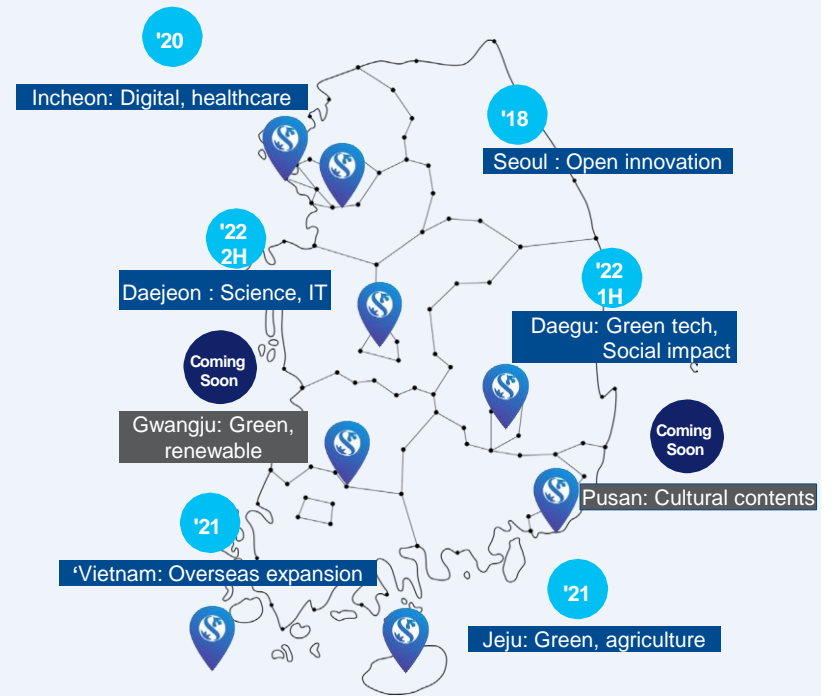 '20
Incheon: Digital, healthcare
'18
Seoul : Open innovation
'22
2H
Daejeon : Science, IT
'22
1H
Daegu: Green tech,
Social impact
Coming
Soon
Gwangju: Green,
renewable
Coming
Soon
Pusan: Cultural contents
'21
‘Vietnam: Overseas expansion
'21
Jeju: Green, agriculture